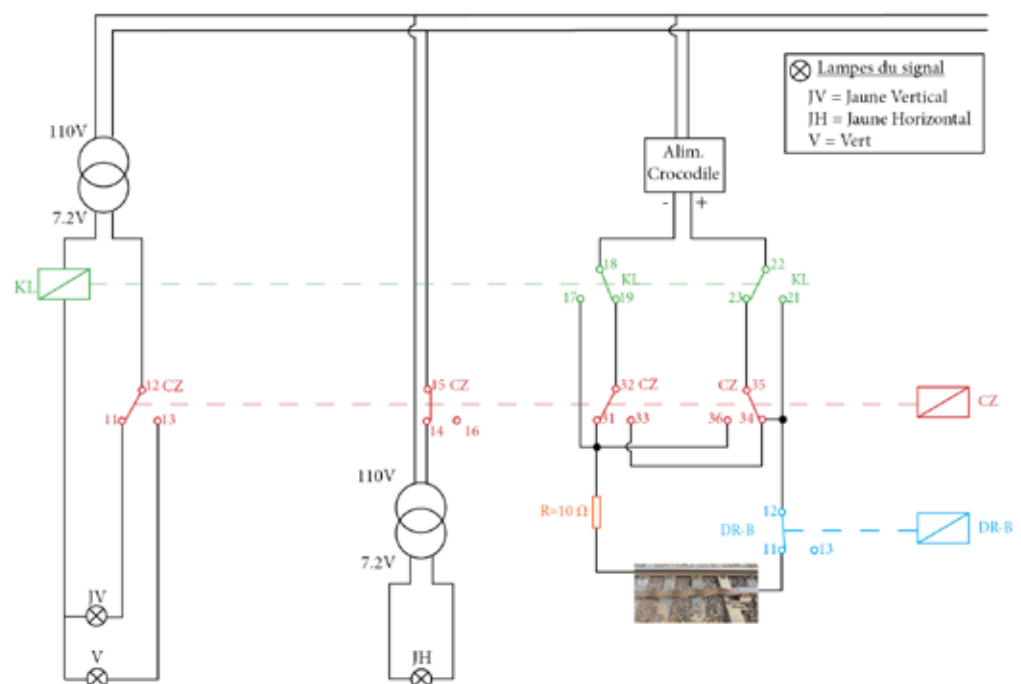 Lampes du signal
JV = Jaune Vertical
JH = Jaune Horizontal
V = Vert
110V
7.2V
Alim.
Crocodile
- +
KL
18
KL
17
19
22
KL
23
21
12 CZ
11
13
15 CZ
14
16
32 CZ
31
33
CZ 35
36
34
CZ
110V
7.2V
R=10 Ω
12
DR-B
11
13
DR-B
JV
V
JH